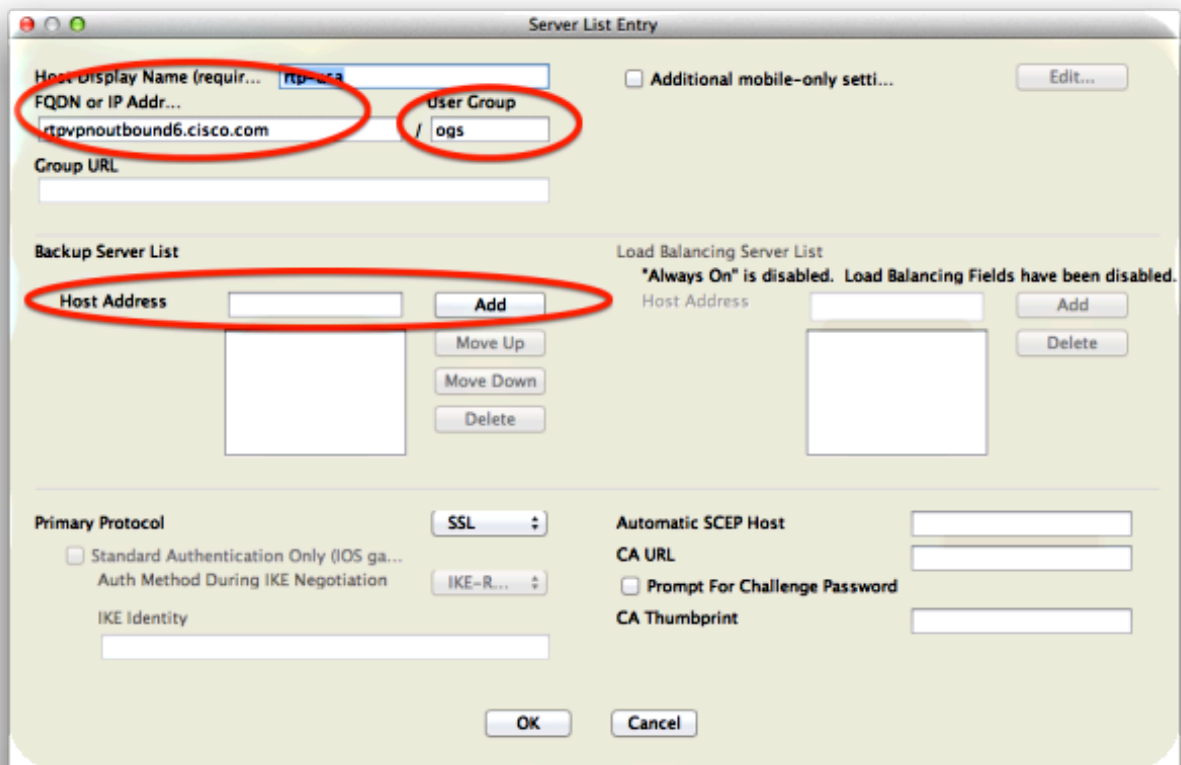 Server List Entry
Host Display Name (requir... rtp-usa
Additional mobile-only setti... Edit...
FQDN or IP Addr... User Group
rtpvpnoutbound6.cisco.com / ogs
Group URL
Backup Server List
Load Balancing Server List
"Always On" is disabled. Load Balancing Fields have been disabled.
Host Address Add
Host Address Add
Move Up
Delete
Move Down
Delete
Primary Protocol SSL
Automatic SCEP Host
Standard Authentication Only (IOS ga...
CA URL
Auth Method During IKE Negotiation IKE-R...
Prompt For Challenge Password
IKE Identity
CA Thumbprint
OK Cancel